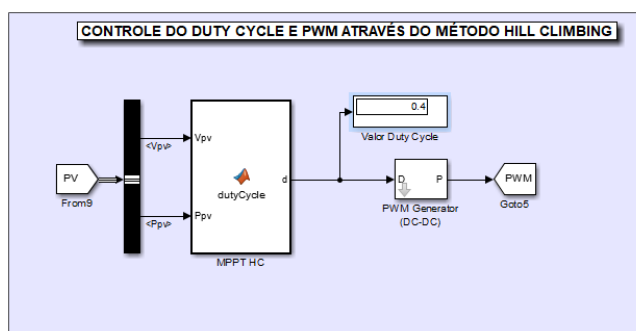 CONTROLE DO DUTY CYCLE E PWM ATRAVÉS DO MÉTODO HILL CLIMBING
0.4
Valor Duty Cycle
<Vpv>
Vpv
PV
From9
dutyCycle
d
D
P
PWM
Goto5
PWM Generator
(DC-DC)
<Ppv>
Ppv
MPPT HC